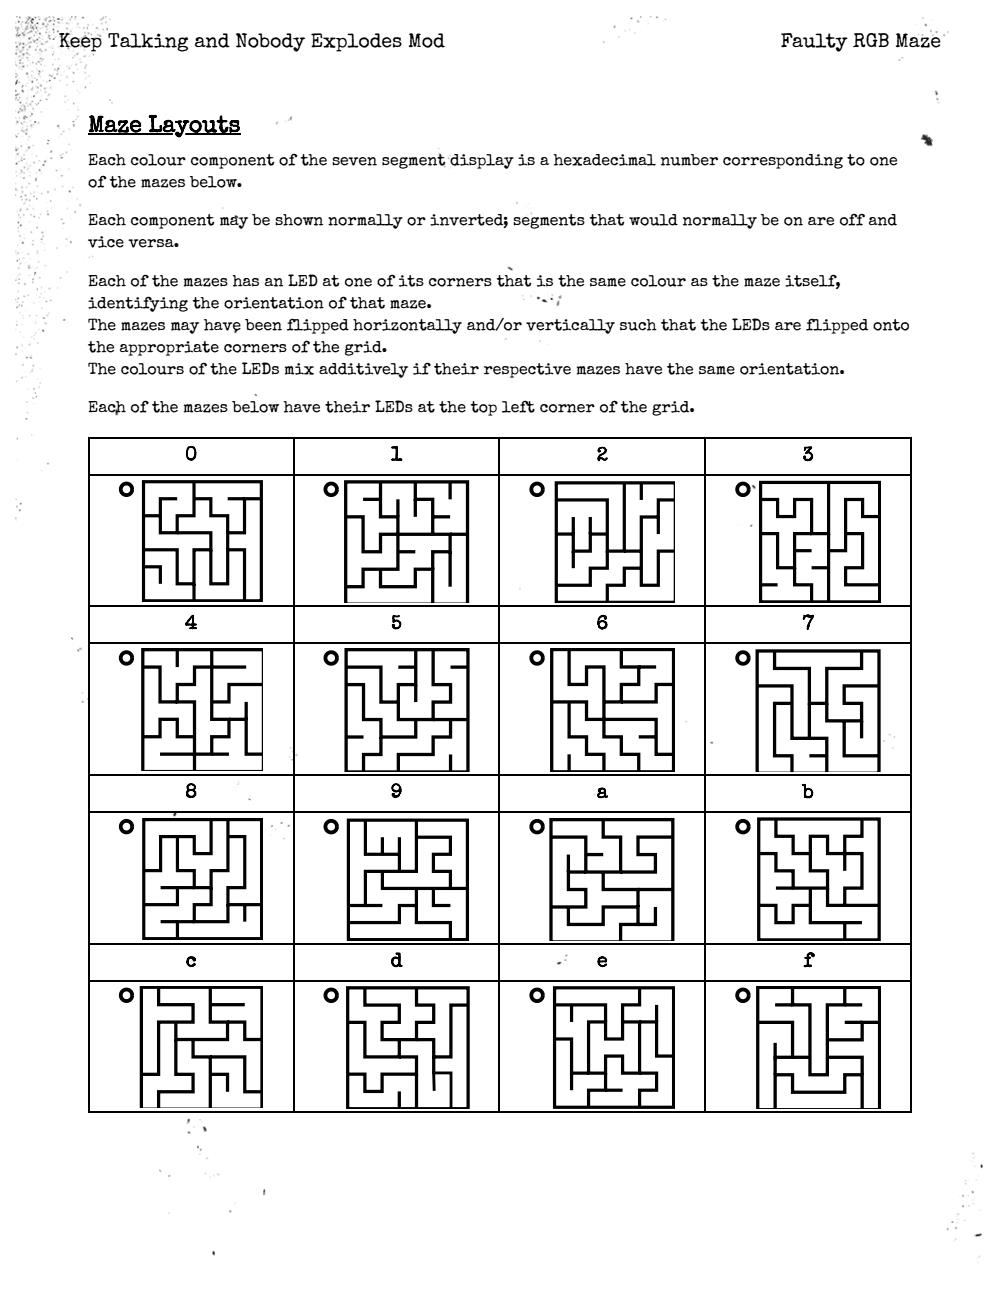 Keep Talking and Nobody Explodes Mod
Faulty RGB Maze
Maze Layouts
Each colour component of the seven segment display is a hexadecimal number corresponding to one
of the mazes below.
Each component may be shown normally or inverted; segments that would normally be on are off and
vice versa.
Each of the mazes has an LED at one of its corners that is the same colour as the maze itself,
identifying the orientation of that maze.
The mazes may have been flipped horizontally and/or vertically such that the LEDs are flipped onto
the appropriate corners of the grid.
The colours of the LEDs mix additively if their respective mazes have the same orientation.
Each of the mazes below have their LEDs at the top left corner of the grid.
0 1 2 3
4 5 6 7
8 9 a b
c d e f